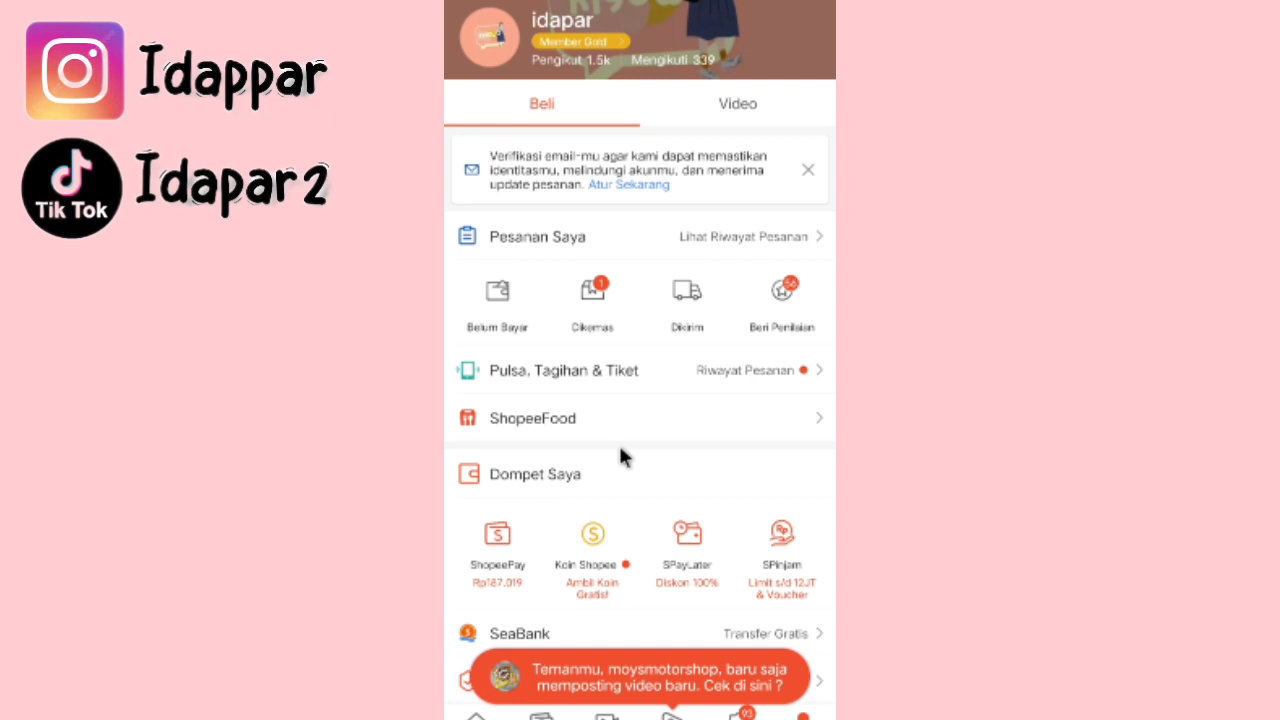 Idappar
Tik Tok
Idapar2
idapar
Member Gold
Pengikut 1.5k Mengikuti 339
Beli
Video
Verifikasi email-mu agar kami dapat memastikan
identitasmu, melindungi akunmu, dan menerima
update pesanan. Atur Sekarang
Pesanan Saya
Lihat Riwayat Pesanan
1
56
Belum Bayar
Dikemas
Dikirim
Beri Penilaian
Pulsa, Tagihan & Tiket
Riwayat Pesanan
ShopeeFood
Dompet Saya
ShopeePay
Koin Shopee
SPayLater
SPinjam
Rp187.019
Ambil Koin
Gratis!
Diskon 100%
Limit s/d 12JT
& Voucher
SeaBank
Transfer Gratis
Temanmu, moysmotorshop, baru saja
memposting video baru. Cek di sini ?
93